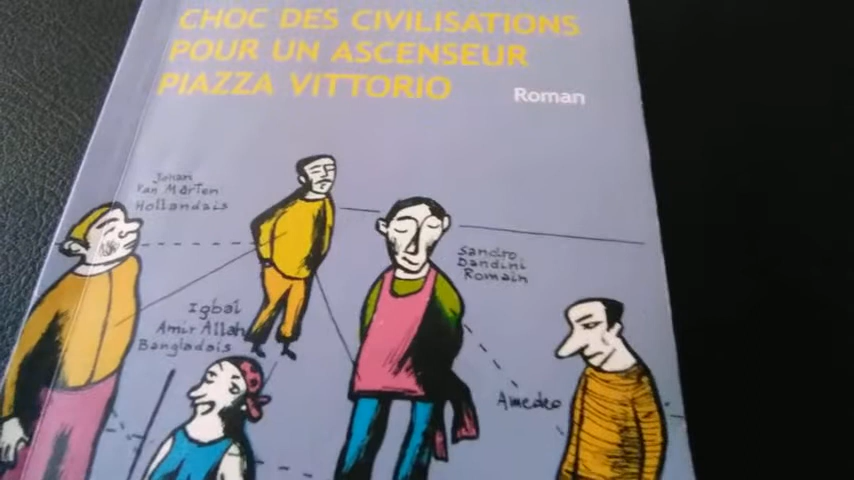 CHOC DES CIVILISATIONS
POUR UN ASCENSEUR
PIAZZA VITTORIO
Roman
Johan
Van Marten
Hollandais
Sandro
Dandini
Romain
Iqbal
Amir Allah
Bangladais
Amedeo